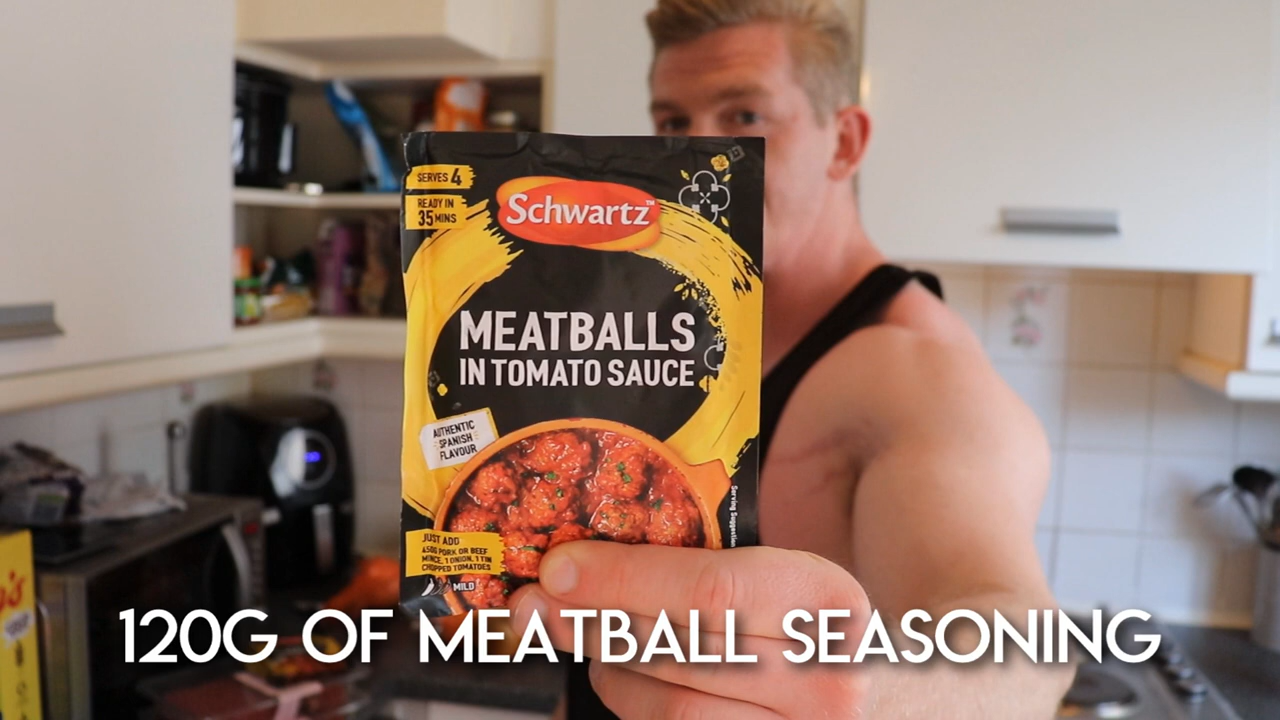 SERVES 4
READY IN
35 MINS
Schwartz™
MEATBALLS
IN TOMATO SAUCE
AUTHENTIC
SPANISH
FLAVOUR
Serving Suggestion
JUST ADD
450G PORK OR BEEF
MINCE, 1 ONION, 1 TIN
CHOPPED TOMATOES
MILD
120G OF MEATBALL SEASONING